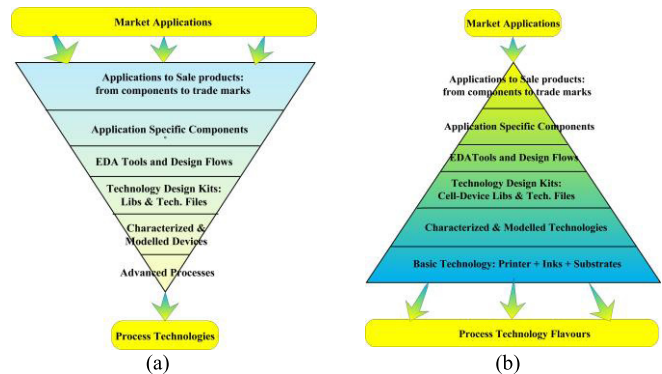 Market Applications
Applications to Sale products:
from components to trade marks
Application Specific Components
EDA Tools and Design Flows
Technology Design Kits:
Libs & Tech. Files
Characterized &
Modelled Devices
Advanced Processes
Process Technologies
(a)
Market Applications
Applications to Sale products:
from components to trade marks
Application Specific Components
EDATools and Design Flows
Technology Design Kits:
Cell-Device Libs & Tech. Files
Characterized & Modelled Technologies
Basic Technology: Printer + Inks + Substrates
Process Technology Flavours
(b)